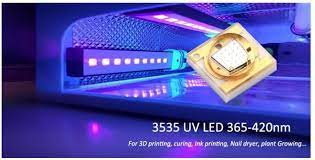 3535 UV LED 365-420nm
For 3D printing, curing, Ink printing, Nail dryer, plant Growing...